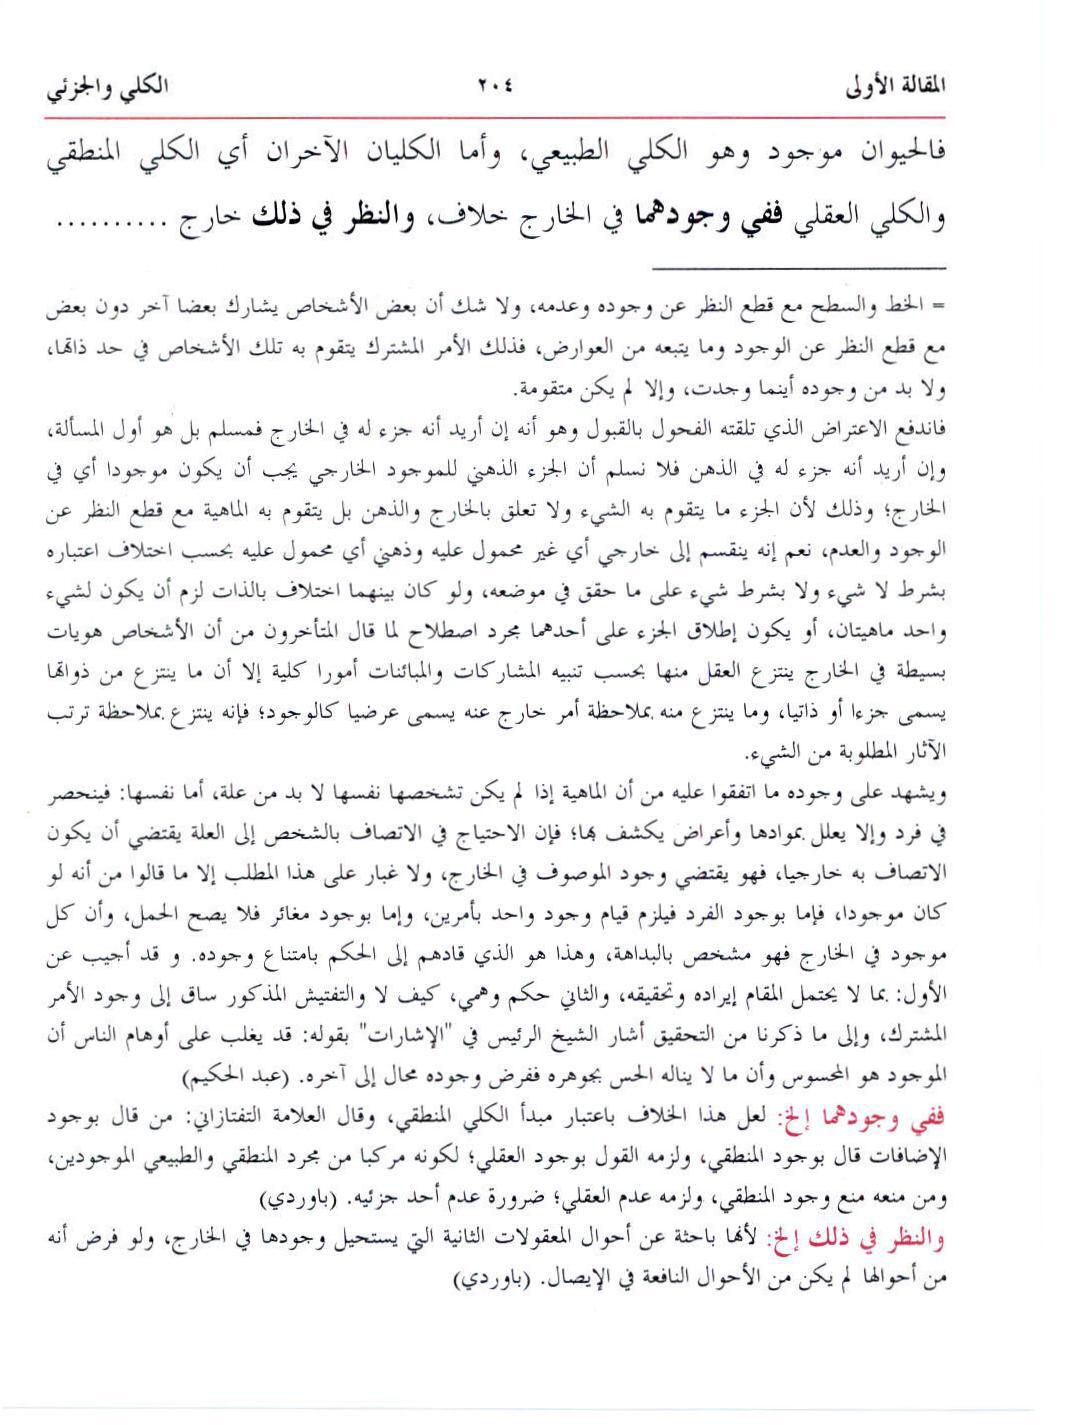 المقالة الأولى ٢٠٤ الكلي والجزئي
فالحيوان موجود وهو الكلي الطبيعي، وأما الكليان الآخران أي الكلي المنطقي
والكلي العقلي ففي وجودهما في الخارج خلاف، والنظر في ذلك خارج ..........
= الخط والسطح مع قطع النظر عن وجوده وعدمه، ولا شك أن بعض الأشخاص يشارك بعضا آخر دون بعض
مع قطع النظر عن الوجود وما يتبعه من العوارض، فذلك الأمر المشترك يتقوم به تلك الأشخاص في حد ذاتها،
ولا بد من وجوده أينما وجدت، وإلا لم يكن متقومة.
فاندفع الاعتراض الذي تلقته الفحول بالقبول وهو أنه إن أريد أنه جزء له في الخارج فمسلم بل هو أول المسألة،
وإن أريد أنه جزء له في الذهن فلا نسلم أن الجزء الذهني للموجود الخارجي يجب أن يكون موجودا أي في
الخارج؛ وذلك لأن الجزء ما يتقوم به الشيء ولا تعلق بالخارج والذهن بل يتقوم به الماهية مع قطع النظر عن
الوجود والعدم، نعم إنه ينقسم إلى خارجي أي غير محمول عليه وذهني أي محمول عليه بحسب اختلاف اعتباره
بشرط لا شيء ولا بشرط شيء على ما حقق في موضعه، ولو كان بينهما اختلاف بالذات لزم أن يكون لشيء
واحد ماهيتان، أو يكون إطلاق الجزء على أحدهما مجرد اصطلاح لما قال المتأخرون من أن الأشخاص هويات
بسيطة في الخارج ينتزع العقل منها بحسب تنبيه المشاركات والمبائنات أمورا كلية إلا أن ما ينتزع من ذواتها
يسمى جزءا أو ذاتيا، وما ينتزع منه بملاحظة أمر خارج عنه يسمى عرضيا كالوجود؛ فإنه ينتزع بملاحظة ترتب
الآثار المطلوبة من الشيء.
ويشهد على وجوده ما اتفقوا عليه من أن الماهية إذا لم يكن تشخصها نفسها لا بد من علة، أما نفسها: فينحصر
في فرد وإلا يعلل بموادها وأعراض يكشف بها؛ فإن الاحتياج في الاتصاف بالشخص إلى العلة يقتضي أن يكون
الاتصاف به خارجيا، فهو يقتضي وجود الموصوف في الخارج، ولا غبار على هذا المطلب إلا ما قالوا من أنه لو
كان موجودا، فإما بوجود الفرد فيلزم قيام وجود واحد بأمرين، وإما بوجود مغائر فلا يصح الحمل، وأن كل
موجود في الخارج فهو مشخص بالبداهة، وهذا هو الذي قادهم إلى الحكم بامتناع وجوده. و قد أجيب عن
الأول: بما لا يحتمل المقام إيراده وتحقيقه، والثاني حكم وهمي، كيف لا والتفتيش المذكور ساق إلى وجود الأمر
المشترك، وإلى ما ذكرنا من التحقيق أشار الشيخ الرئيس في "الإشارات" بقوله: قد يغلب على أوهام الناس أن
الموجود هو المحسوس وأن ما لا يناله الحس بجوهره ففرض وجوده محال إلى آخره. (عبد الحكيم)
ففي وجودهما إلخ: لعل هذا الخلاف باعتبار مبدأ الكلي المنطقي، وقال العلامة التفتازاني: من قال بوجود
الإضافات قال بوجود المنطقي، ولزمه القول بوجود العقلي؛ لكونه مركبا من مجرد المنطقي والطبيعي الموجودين،
ومن منعه منع وجود المنطقي، ولزمه عدم العقلي؛ ضرورة عدم أحد جزئيه. (باوردي)
والنظر في ذلك إلخ: لأنها باحثة عن أحوال المعقولات الثانية التي يستحيل وجودها في الخارج، ولو فرض أنه
من أحوالها لم يكن من الأحوال النافعة في الإيصال. (باوردي)